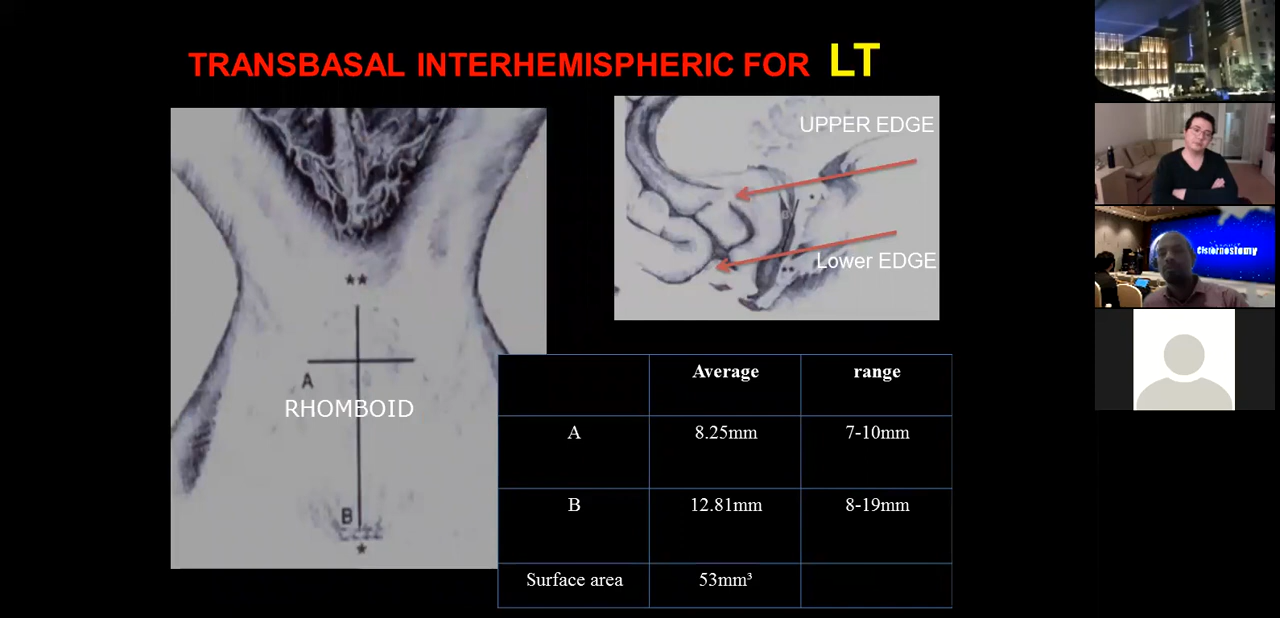 TRANSBASAL INTERHEMISPHERIC FOR LT
UPPER EDGE
Lower EDGE
**
A
RHOMBOID
B
*
Average range
A 8.25mm 7-10mm
B 12.81mm 8-19mm
Surface area 53mm³
Cisternostomy